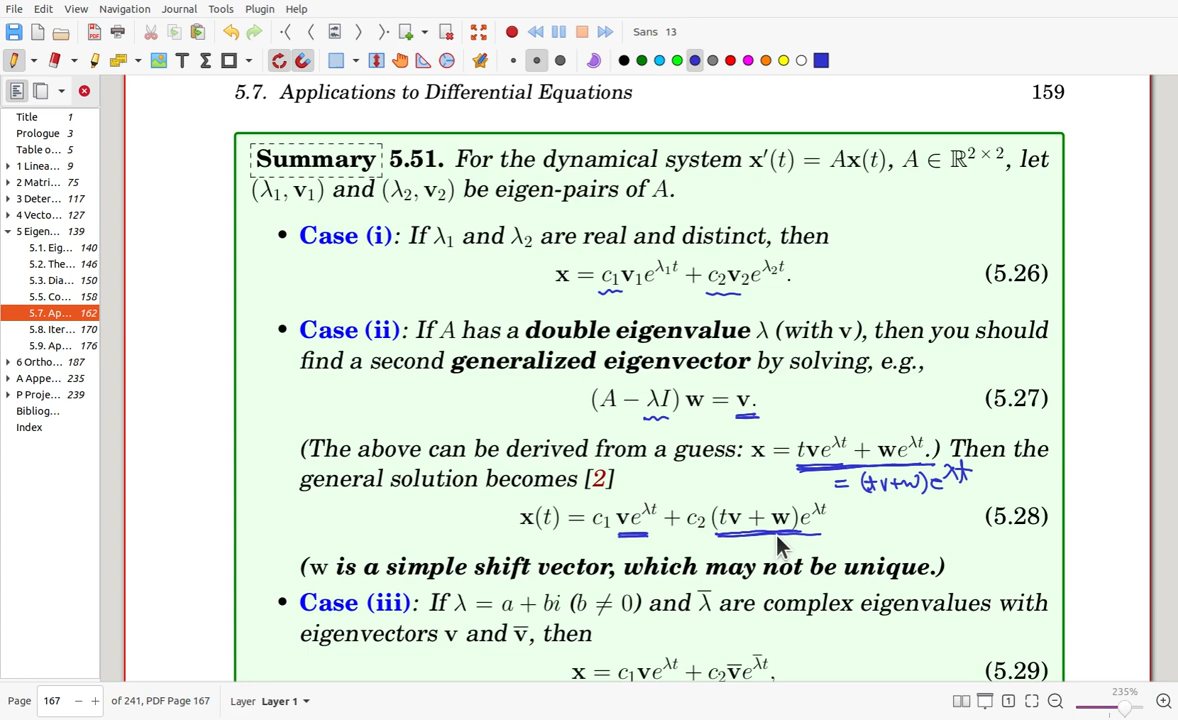 File Edit View Navigation Journal Tools Plugin Help
Sans 13
Title 1
Prologue 3
Table o... 5
1 Linea... 9
2 Matri... 75
3 Deter... 117
4 Vecto... 127
5 Eigen... 139
5.1. Eig... 140
5.2. The... 146
5.3. Dia... 150
5.5. Co... 158
5.7. Ap... 162
5.8. Iter... 170
5.9. Ap... 176
6 Ortho... 187
A Appe... 235
P Proje... 239
Bibliog...
Index
5.7. Applications to Differential Equations 159
Summary 5.51. For the dynamical system x′(t) = Ax(t), A ∈ ℝ²ˣ², let
(λ₁, v₁) and (λ₂, v₂) be eigen-pairs of A.
• Case (i): If λ₁ and λ₂ are real and distinct, then
x = c₁v₁e^{λ₁t} + c₂v₂e^{λ₂t}. (5.26)
• Case (ii): If A has a double eigenvalue λ (with v), then you should
find a second generalized eigenvector by solving, e.g.,
(A − λI) w = v. (5.27)
(The above can be derived from a guess: x = tve^{λt} + we^{λt}.) Then the
= (tv+w)e^{λt}
general solution becomes [2]
x(t) = c₁ ve^{λt} + c₂ (tv + w)e^{λt} (5.28)
(w is a simple shift vector, which may not be unique.)
• Case (iii): If λ = a + bi (b ≠ 0) and λ̄ are complex eigenvalues with
eigenvectors v and v̄, then
x = c₁ve^{λt} + c₂v̄e^{λ̄t}, (5.29)
Page 167 − + of 241, PDF Page 167 Layer Layer 1 235%